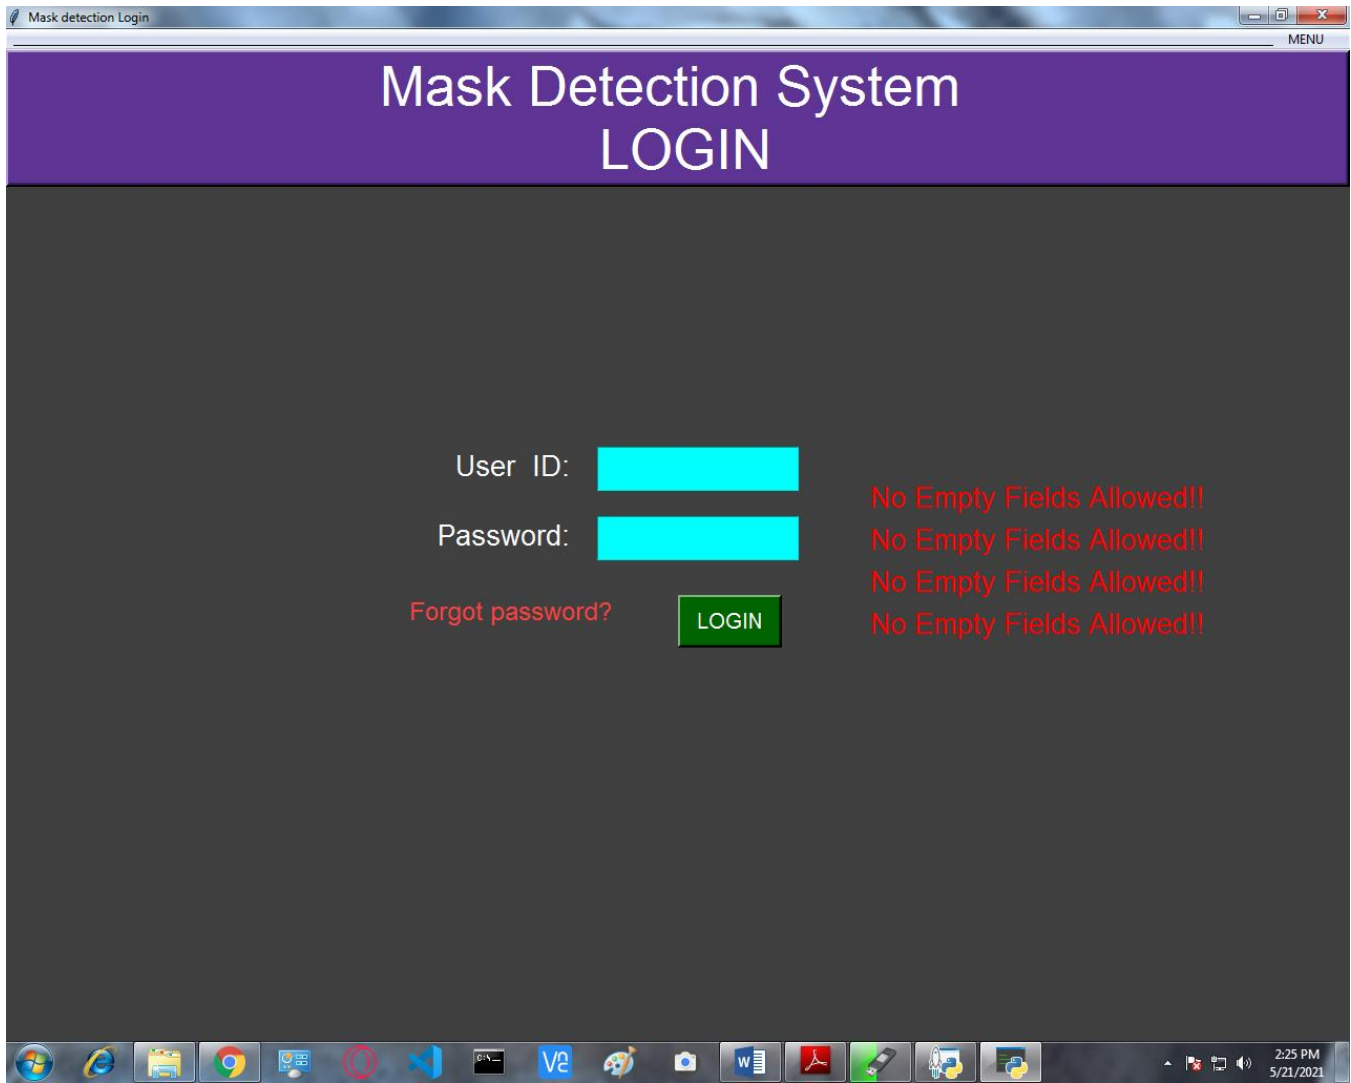 Mask detection Login
MENU
Mask Detection System
LOGIN
User ID:
No Empty Fields Allowed!!
Password:
No Empty Fields Allowed!!
No Empty Fields Allowed!!
Forgot password?
LOGIN
No Empty Fields Allowed!!
C:\
V2
W
2:25 PM
5/21/2021